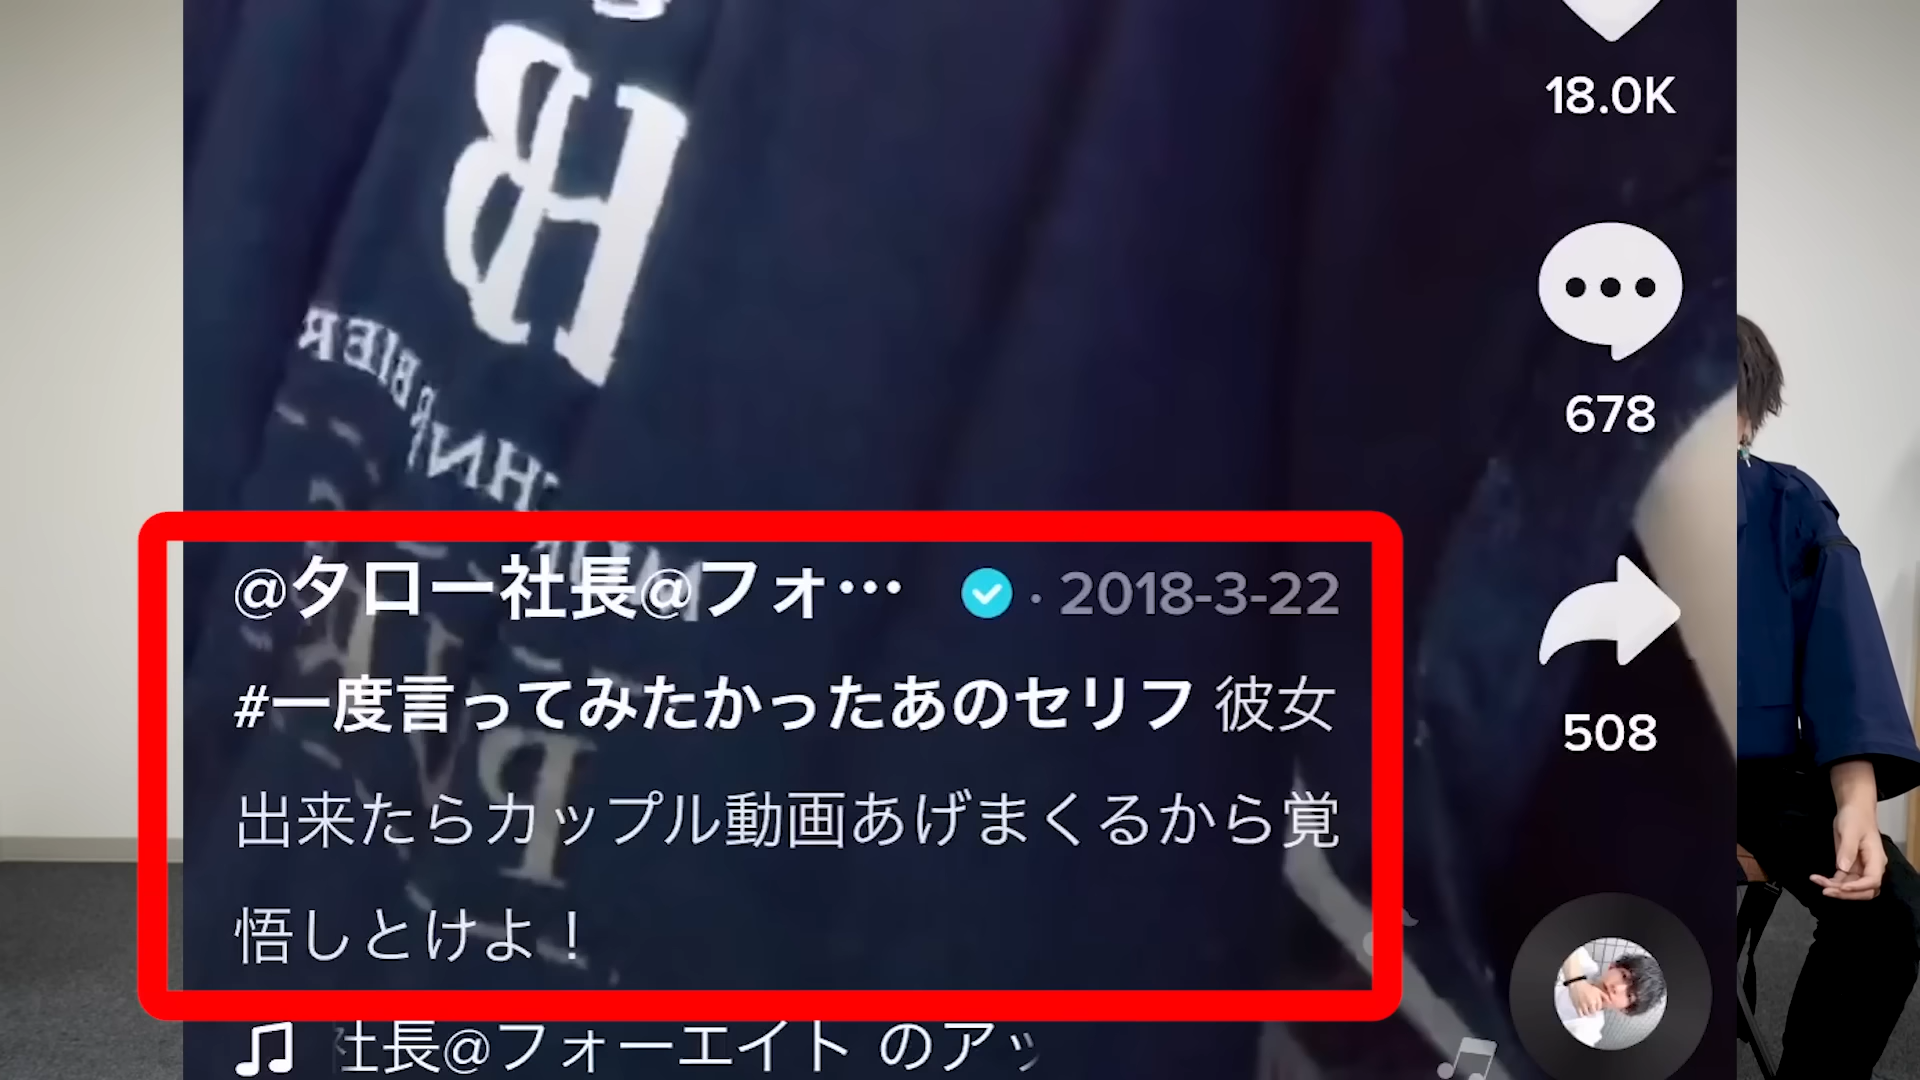 18.0K
678
@タロー社長@フォ… · 2018-3-22
#一度言ってみたかったあのセリフ 彼女
出来たらカップル動画あげまくるから覚
悟しとけよ!
508
社長@フォーエイト のアッ
HB
BIER